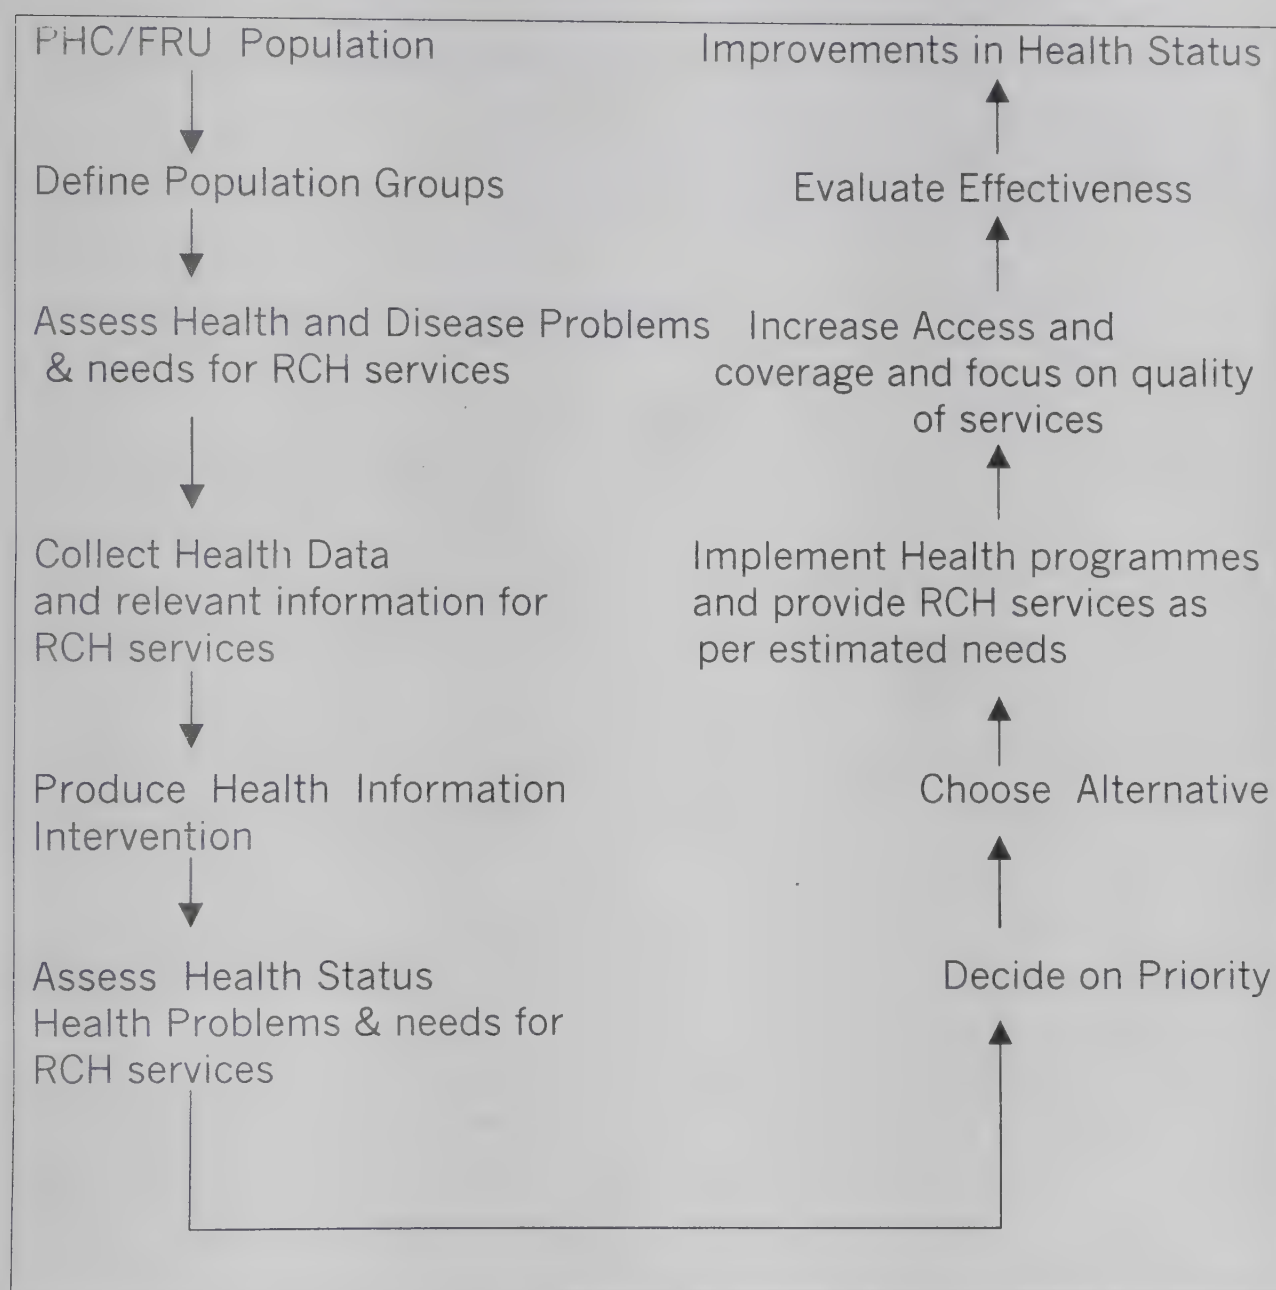 PHC/FRU Population
Define Population Groups
Assess Health and Disease Problems
& needs for RCH services
Collect Health Data
and relevant information for
RCH services
Produce Health Information
Intervention
Assess Health Status
Health Problems & needs for
RCH services
Decide on Priority
Choose Alternative
Implement Health programmes
and provide RCH services as
per estimated needs
Increase Access and
coverage and focus on quality
of services
Evaluate Effectiveness
Improvements in Health Status